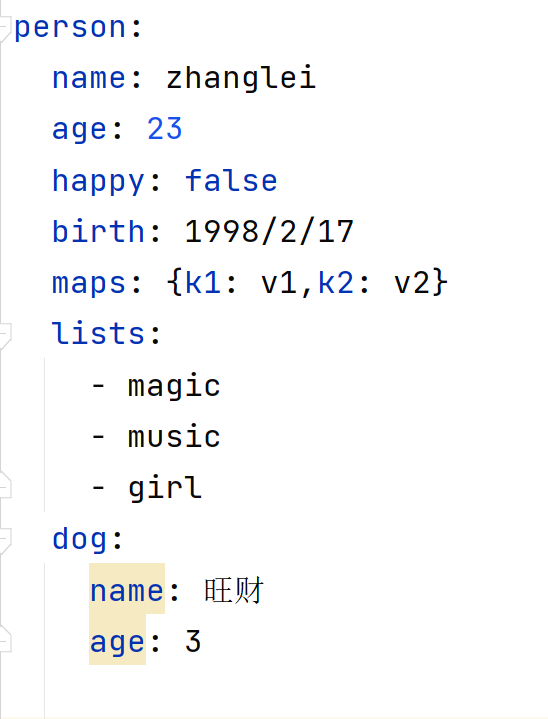 person:
  name: zhanglei
  age: 23
  happy: false
  birth: 1998/2/17
  maps: {k1: v1,k2: v2}
  lists:
    - magic
    - music
    - girl
  dog:
    name: 旺财
    age: 3